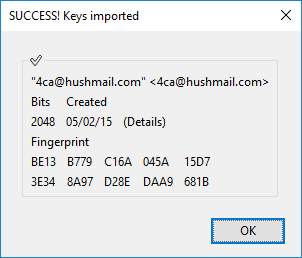 SUCCESS! Keys imported
"4ca@hushmail.com" <4ca@hushmail.com>
Bits Created
2048 05/02/15 (Details)
Fingerprint
BE13 B779 C16A 045A 15D7
3E34 8A97 D28E DAA9 681B
OK